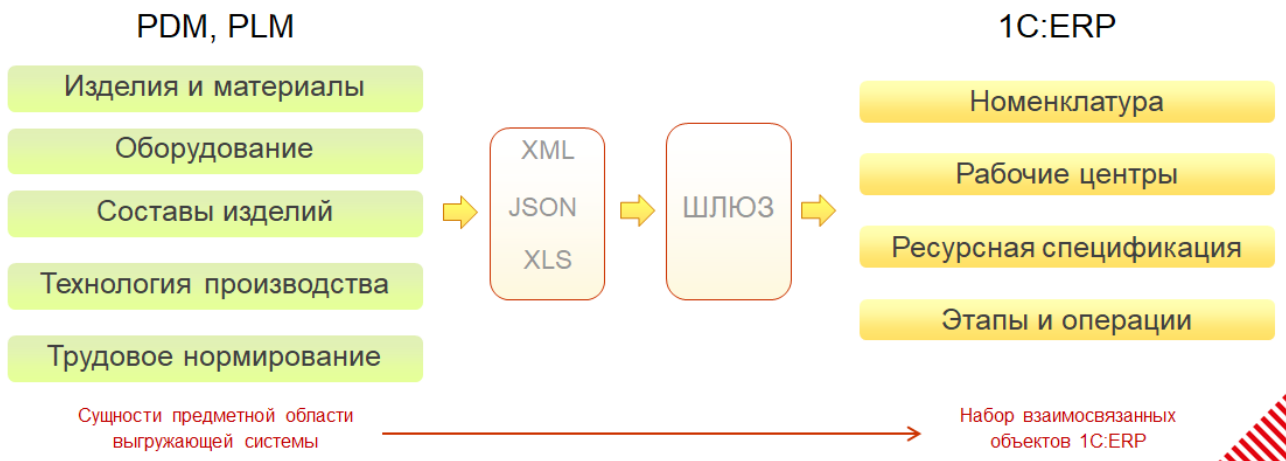 PDM, PLM
Изделия и материалы
Оборудование
Составы изделий
Технология производства
Трудовое нормирование
Сущности предметной области
выгружающей системы
XML
JSON
XLS
ШЛЮЗ
1С:ERP
Номенклатура
Рабочие центры
Ресурсная спецификация
Этапы и операции
Набор взаимосвязанных
объектов 1С:ERP